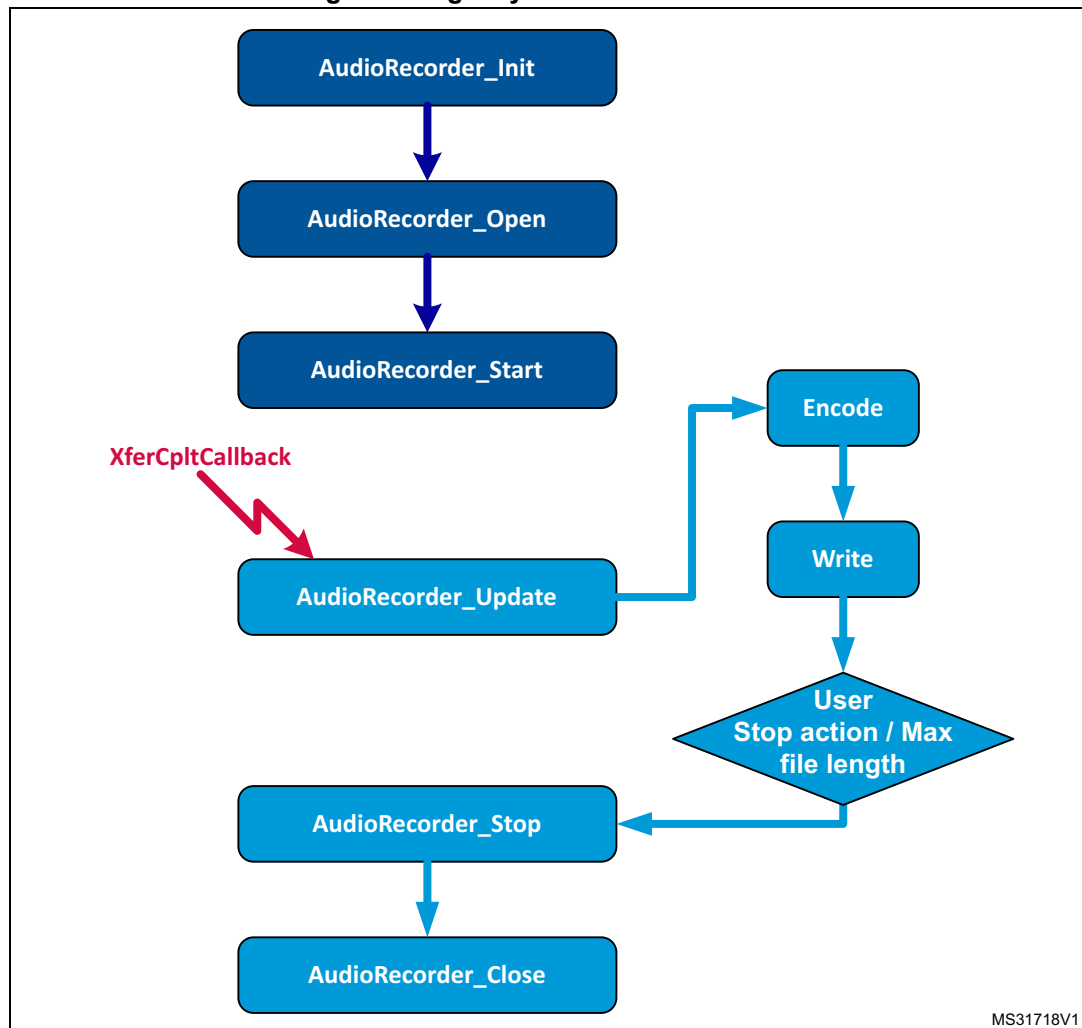 AudioRecorder_Init
AudioRecorder_Open
AudioRecorder_Start
Encode
XferCpltCallback
Write
AudioRecorder_Update
User
Stop action / Max
file length
AudioRecorder_Stop
AudioRecorder_Close
MS31718V1